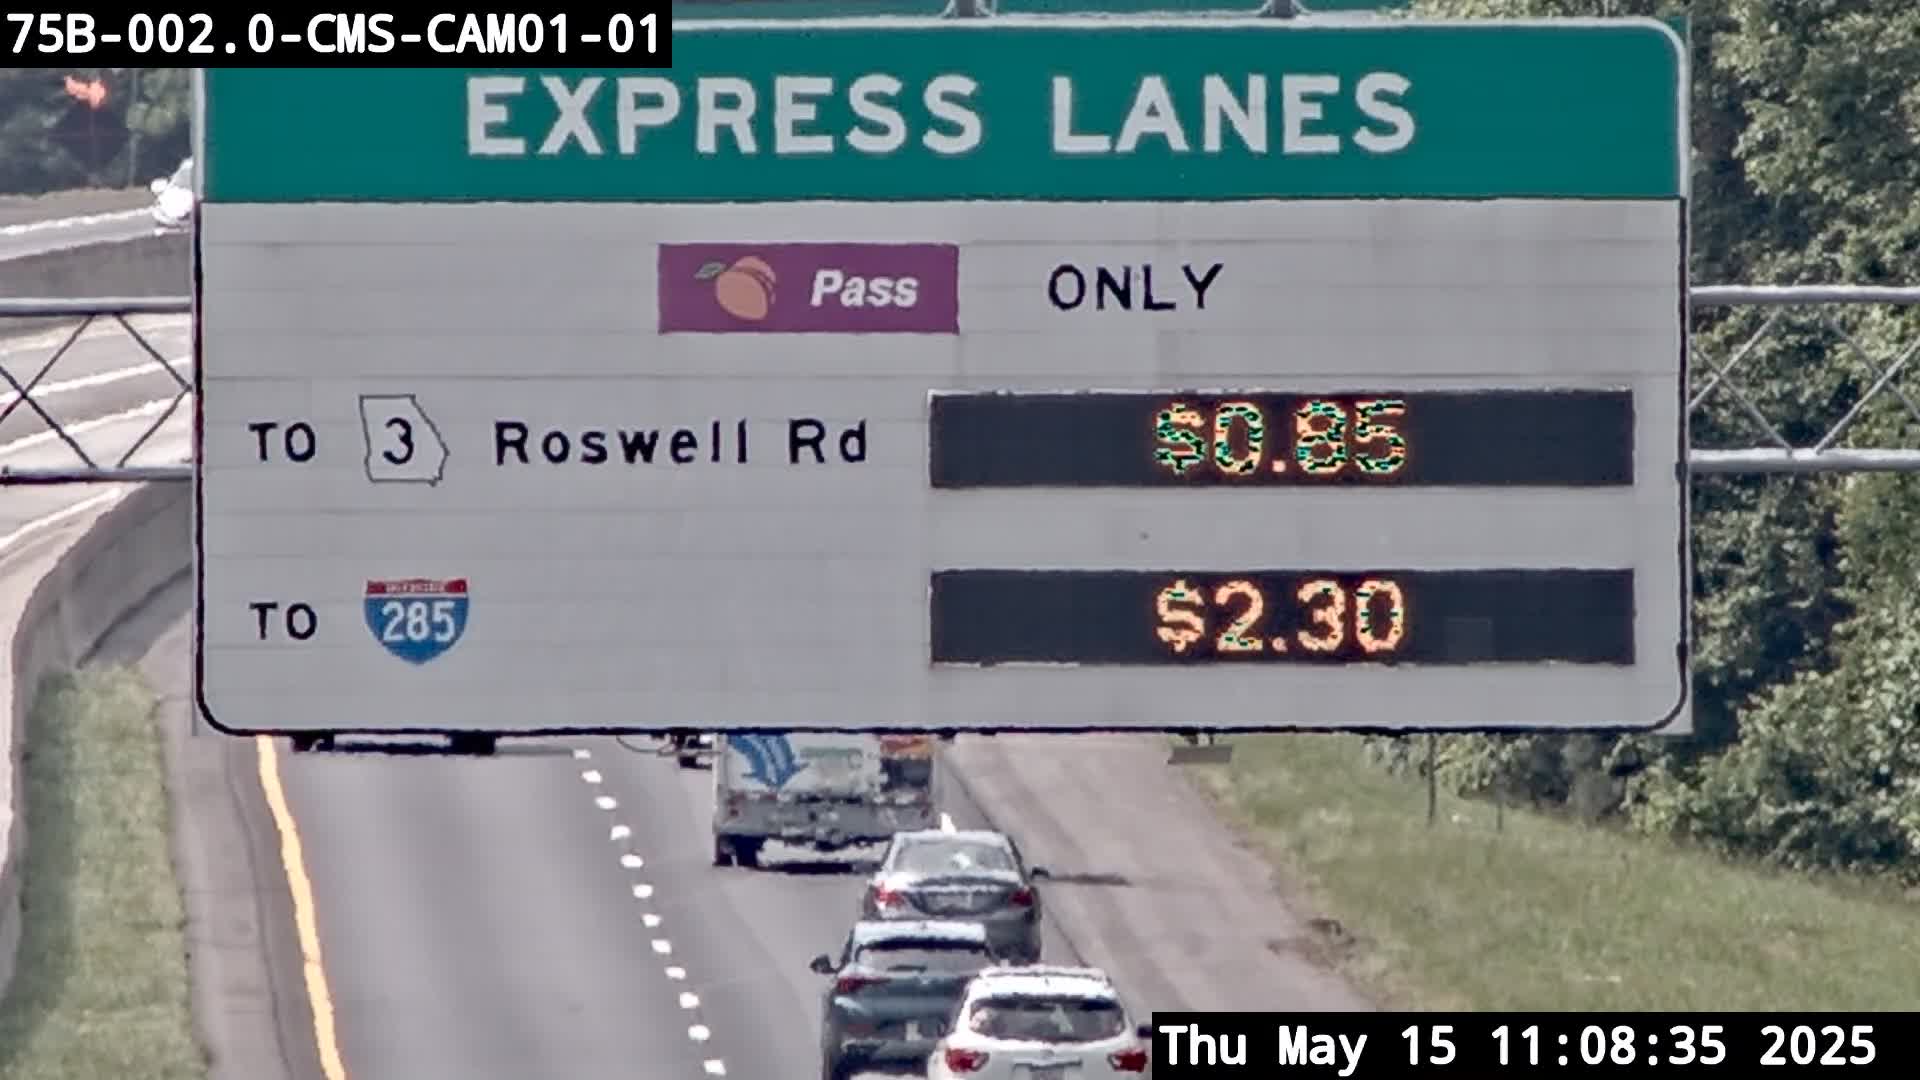 75B-002.0-CMS-CAM01-01
EXPRESS LANES
Pass ONLY
TO 3 Roswell Rd $0.85
TO 285 $2.30
Thu May 15 11:08:35 2025